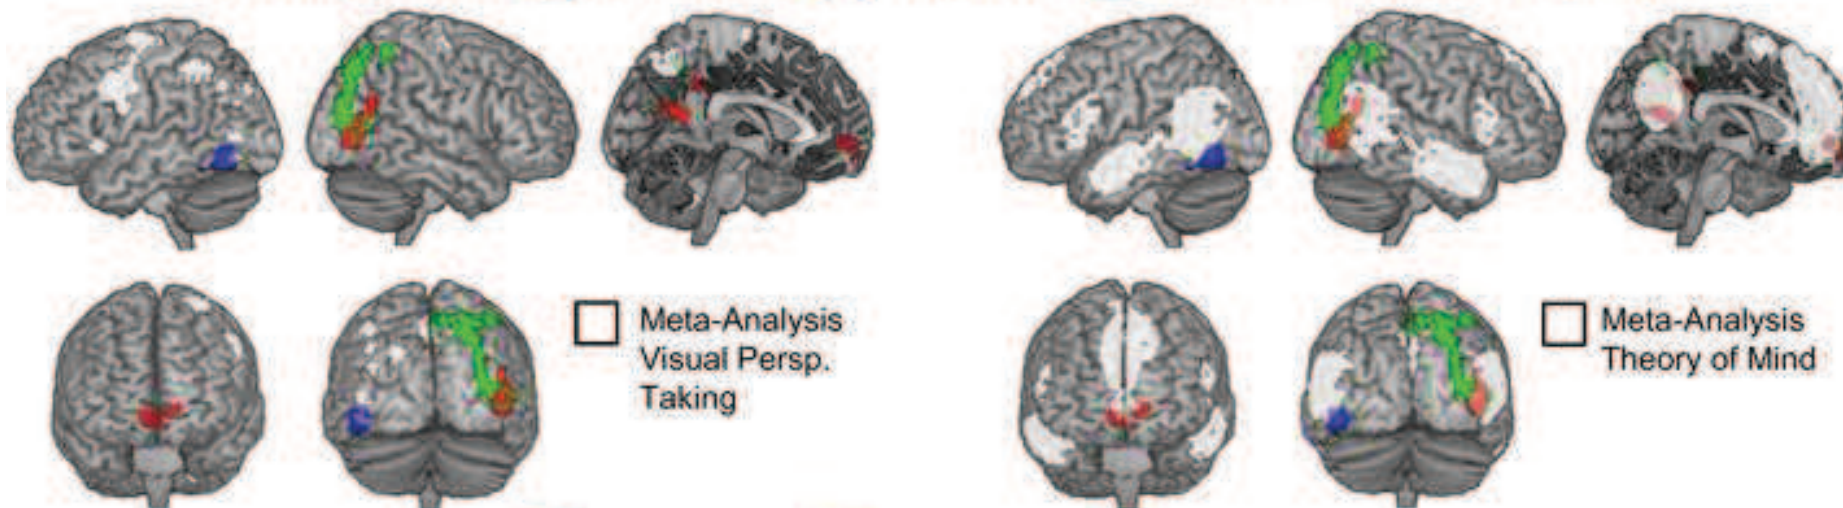 Meta-Analysis
Visual Persp.
Taking
Meta-Analysis
Theory of Mind